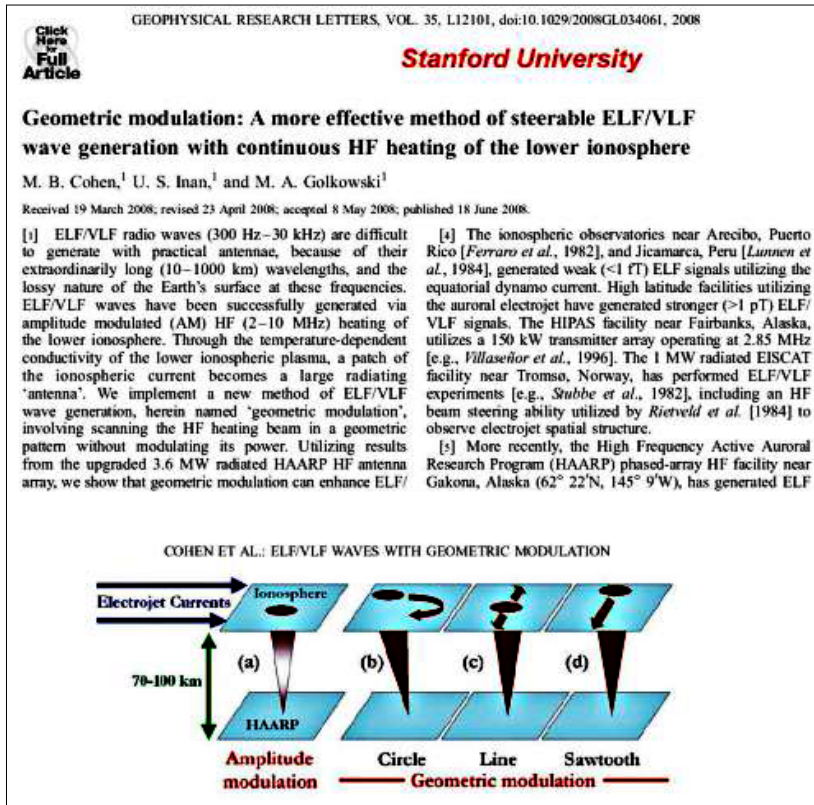 GEOPHYSICAL RESEARCH LETTERS, VOL. 35, L12101, doi:10.1029/2008GL034061, 2008
Click
Here
for
Full
Article
Stanford University
Geometric modulation: A more effective method of steerable ELF/VLF
wave generation with continuous HF heating of the lower ionosphere
M. B. Cohen,¹ U. S. Inan,¹ and M. A. Golkowski¹
Received 19 March 2008; revised 23 April 2008; accepted 8 May 2008; published 18 June 2008.
[1] ELF/VLF radio waves (300 Hz–30 kHz) are difficult
to generate with practical antennae, because of their
extraordinarily long (10–1000 km) wavelengths, and the
lossy nature of the Earth's surface at these frequencies.
ELF/VLF waves have been successfully generated via
amplitude modulated (AM) HF (2–10 MHz) heating of
the lower ionosphere. Through the temperature-dependent
conductivity of the lower ionospheric plasma, a patch of
the ionospheric current becomes a large radiating
'antenna'. We implement a new method of ELF/VLF
wave generation, herein named 'geometric modulation',
involving scanning the HF heating beam in a geometric
pattern without modulating its power. Utilizing results
from the upgraded 3.6 MW radiated HAARP HF antenna
array, we show that geometric modulation can enhance ELF/
[4] The ionospheric observatories near Arecibo, Puerto
Rico [Ferraro et al., 1982], and Jicamarca, Peru [Lunnen et
al., 1984], generated weak (<1 fT) ELF signals utilizing the
equatorial dynamo current. High latitude facilities utilizing
the auroral electrojet have generated stronger (>1 pT) ELF/
VLF signals. The HIPAS facility near Fairbanks, Alaska,
utilizes a 150 kW transmitter array operating at 2.85 MHz
[e.g., Villaseñor et al., 1996]. The 1 MW radiated EISCAT
facility near Tromsø, Norway, has performed ELF/VLF
experiments [e.g., Stubbe et al., 1982], including an HF
beam steering ability utilized by Rietveld et al. [1984] to
observe electrojet spatial structure.
[5] More recently, the High Frequency Active Auroral
Research Program (HAARP) phased-array HF facility near
Gakona, Alaska (62° 22'N, 145° 9'W), has generated ELF
COHEN ET AL.: ELF/VLF WAVES WITH GEOMETRIC MODULATION
Electrojet Currents
Ionosphere
(a)
(b)
(c)
(d)
70-100 km
HAARP
Amplitude
modulation
Circle
Line
Sawtooth
Geometric modulation